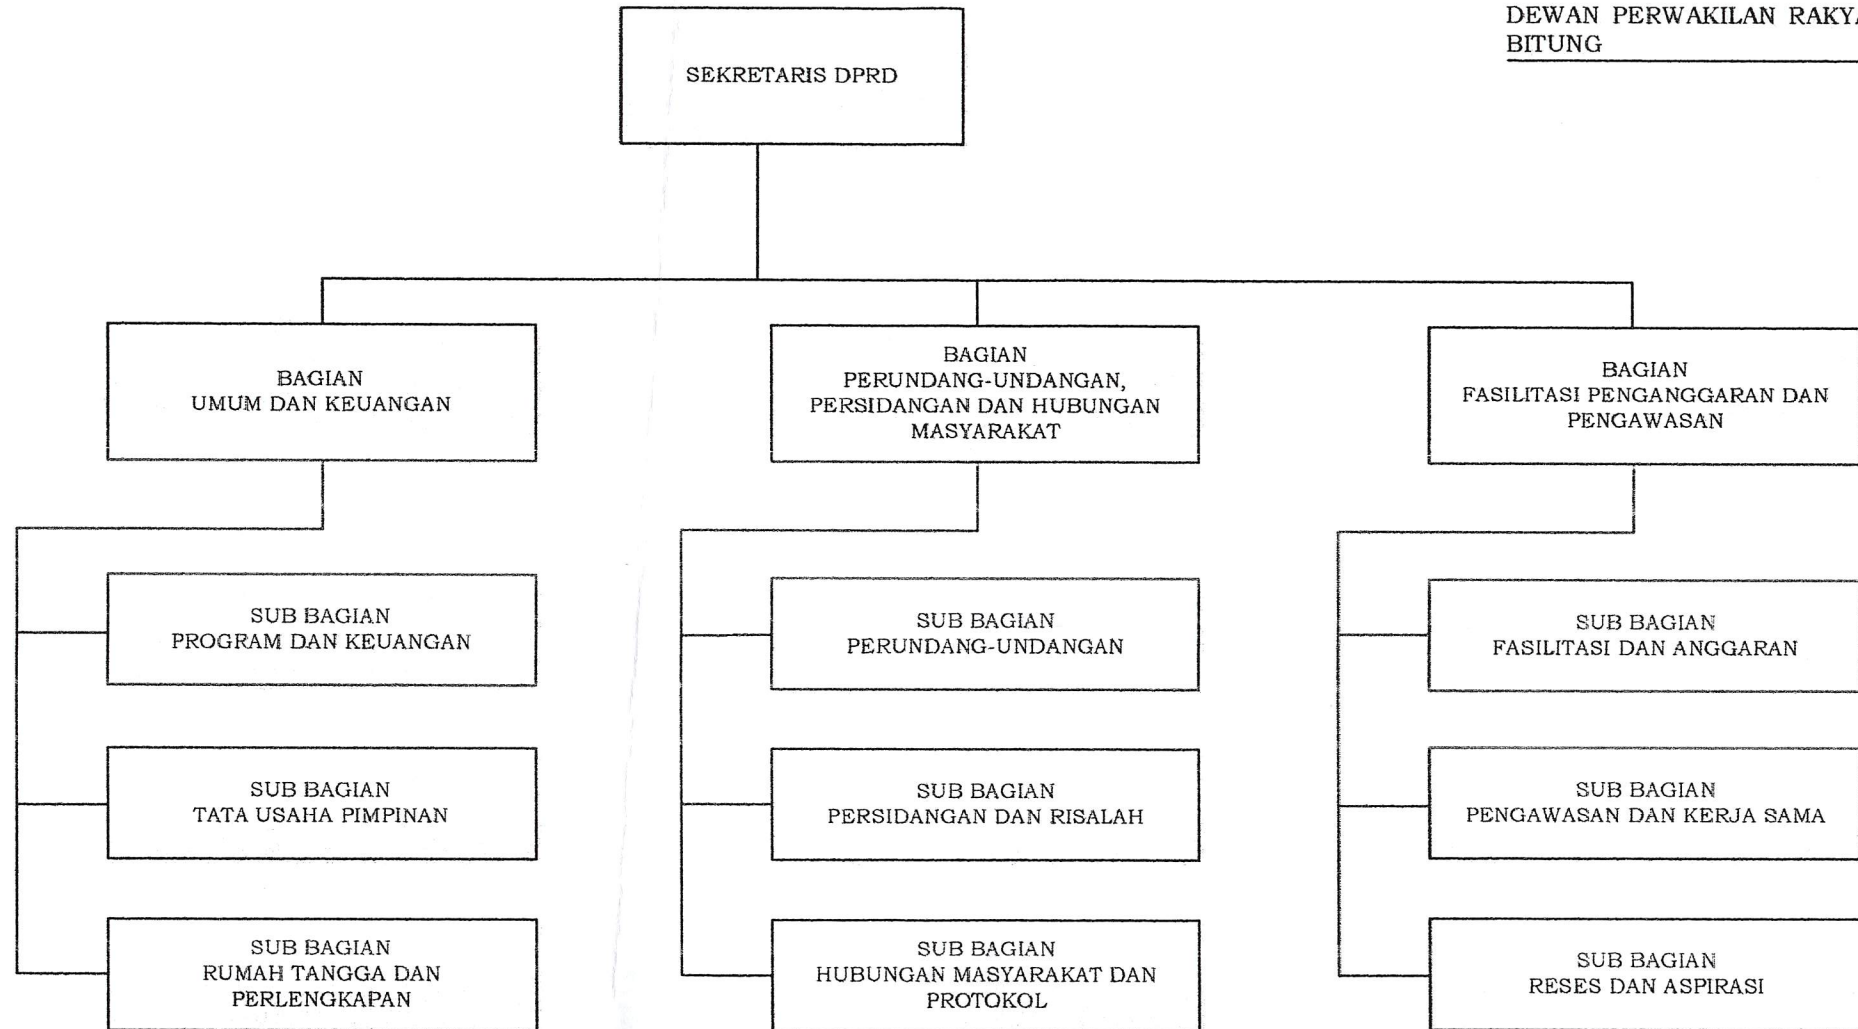 DEWAN PERWAKILAN
BITUNG
SEKRETARIS DPRD
BAGIAN
UMUM DAN KEUANGAN
BAGIAN
PERUNDANG-UNDANGAN,
PERSIDANGAN DAN HUBUNGAN
MASYARAKAT
BAGIAN
FASILITASI PENGANGGARAN DAN
PENGAWASAN
SUB BAGIAN
PROGRAM DAN KEUANGAN
SUB BAGIAN
PERUNDANG-UNDANGAN
SUB BAGIAN
FASILITASI DAN ANGGARAN
SUB BAGIAN
TATA USAHA PIMPINAN
SUB BAGIAN
PERSIDANGAN DAN RISALAH
SUB BAGIAN
PENGAWASAN DAN KERJA SAMA
SUB BAGIAN
RUMAH TANGGA DAN
PERLENGKAPAN
SUB BAGIAN
HUBUNGAN MASYARAKAT DAN
PROTOKOL
SUB BAGIAN
RESES DAN ASPIRASI